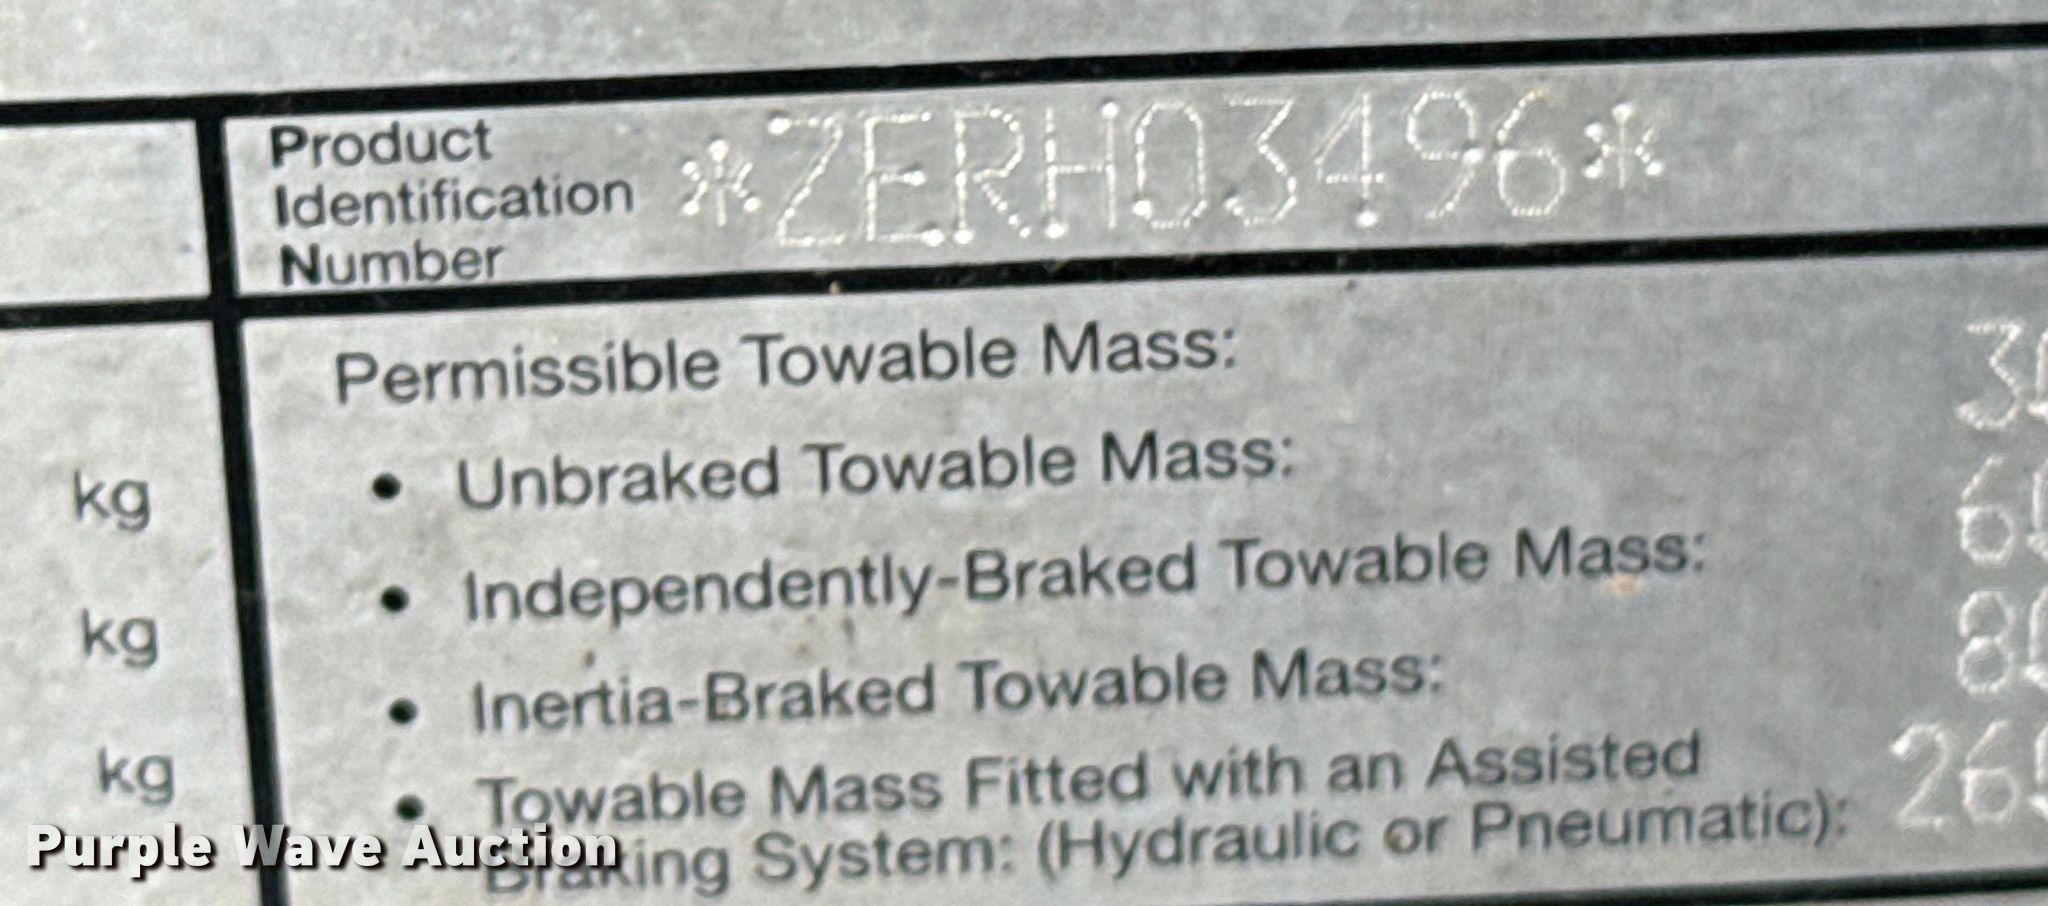 Product
Identification
Number
*ZERH03496*
Permissible Towable Mass:
• Unbraked Towable Mass:
kg
• Independently-Braked Towable Mass:
kg
• Inertia-Braked Towable Mass:
kg
• Towable Mass Fitted with an Assisted
Braking System: (Hydraulic or Pneumatic):
Purple Wave Auction